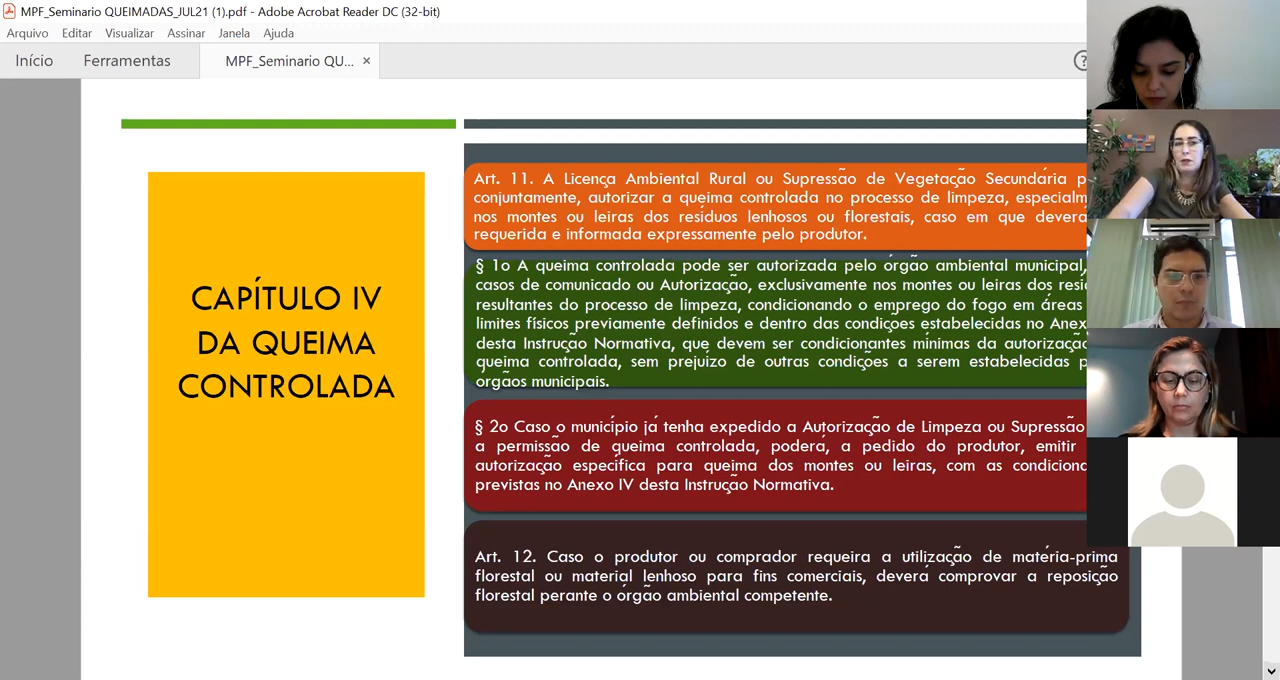 MPF_Seminario QUEIMADAS_JUL21 (1).pdf - Adobe Acrobat Reader DC (32-bit)
Arquivo Editar Visualizar Assinar Janela Ajuda
Início Ferramentas MPF_Seminario QU... ×
CAPÍTULO IV
DA QUEIMA
CONTROLADA
Art. 11. A Licença Ambiental Rural ou Supressão de Vegetação Secundária
conjuntamente, autorizar a queima controlada no processo de limpeza,
nos montes ou leiras dos resíduos lenhosos ou florestais, caso em que deverá
requerida e informada expressamente pelo produtor.
§ 1o A queima controlada pode ser autorizada pelo órgão ambiental municipal,
casos de comunicado ou Autorização, exclusivamente nos montes ou leiras dos
resultantes do processo de limpeza, condicionando o emprego do fogo em áreas
limites físicos previamente definidos e dentro das condições estabelecidas no
desta Instrução Normativa, que devem ser condicionantes mínimas da
queima controlada, sem prejuízo de outras condições a serem estabelecidas
orgãos municipais.
§ 2o Caso o município já tenha expedido a Autorização de Limpeza ou Supressão
a permissão de queima controlada, poderá, a pedido do produtor, emitir
autorização específica para queima dos montes ou leiras, com as
previstas no Anexo IV desta Instrução Normativa.
Art. 12. Caso o produtor ou comprador requeira a utilização de matéria-prima
florestal ou material lenhoso para fins comerciais, deverá comprovar a reposição
florestal perante o órgão ambiental competente.